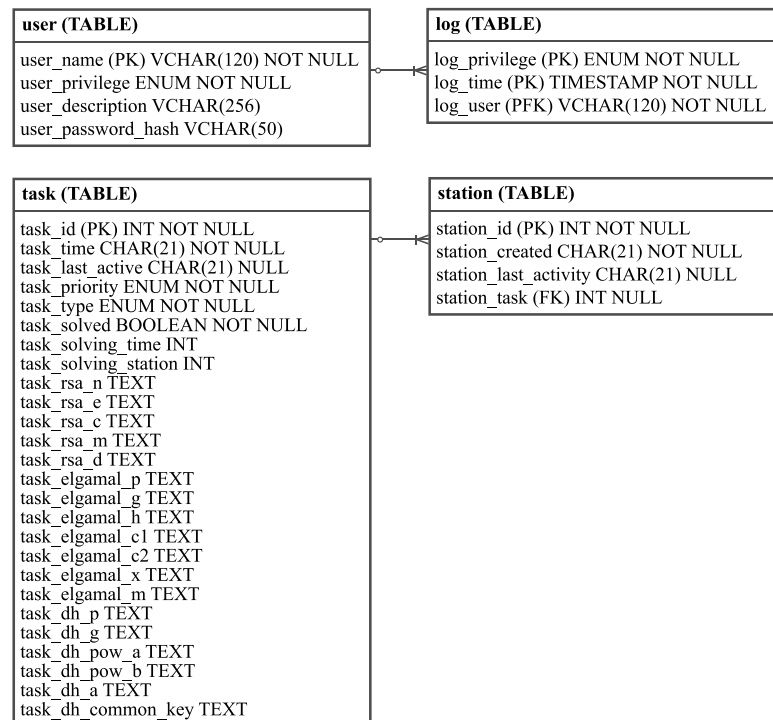 user (TABLE)
user_name (PK) VCHAR(120) NOT NULL
user_privilege ENUM NOT NULL
user_description VCHAR(256)
user_password_hash VCHAR(50)
log (TABLE)
log_privilege (PK) ENUM NOT NULL
log_time (PK) TIMESTAMP NOT NULL
log_user (PFK) VCHAR(120) NOT NULL
task (TABLE)
task_id (PK) INT NOT NULL
task_time CHAR(21) NOT NULL
task_last_active CHAR(21) NULL
task_priority ENUM NOT NULL
task_type ENUM NOT NULL
task_solved BOOLEAN NOT NULL
task_solving_time INT
task_solving_station INT
task_rsa_n TEXT
task_rsa_e TEXT
task_rsa_c TEXT
task_rsa_m TEXT
task_rsa_d TEXT
task_elgamal_p TEXT
task_elgamal_g TEXT
task_elgamal_h TEXT
task_elgamal_c1 TEXT
task_elgamal_c2 TEXT
task_elgamal_x TEXT
task_elgamal_m TEXT
task_dh_p TEXT
task_dh_g TEXT
task_dh_pow_a TEXT
task_dh_pow_b TEXT
task_dh_a TEXT
task_dh_common_key TEXT
station (TABLE)
station_id (PK) INT NOT NULL
station_created CHAR(21) NOT NULL
station_last_activity CHAR(21) NULL
station_task (FK) INT NULL